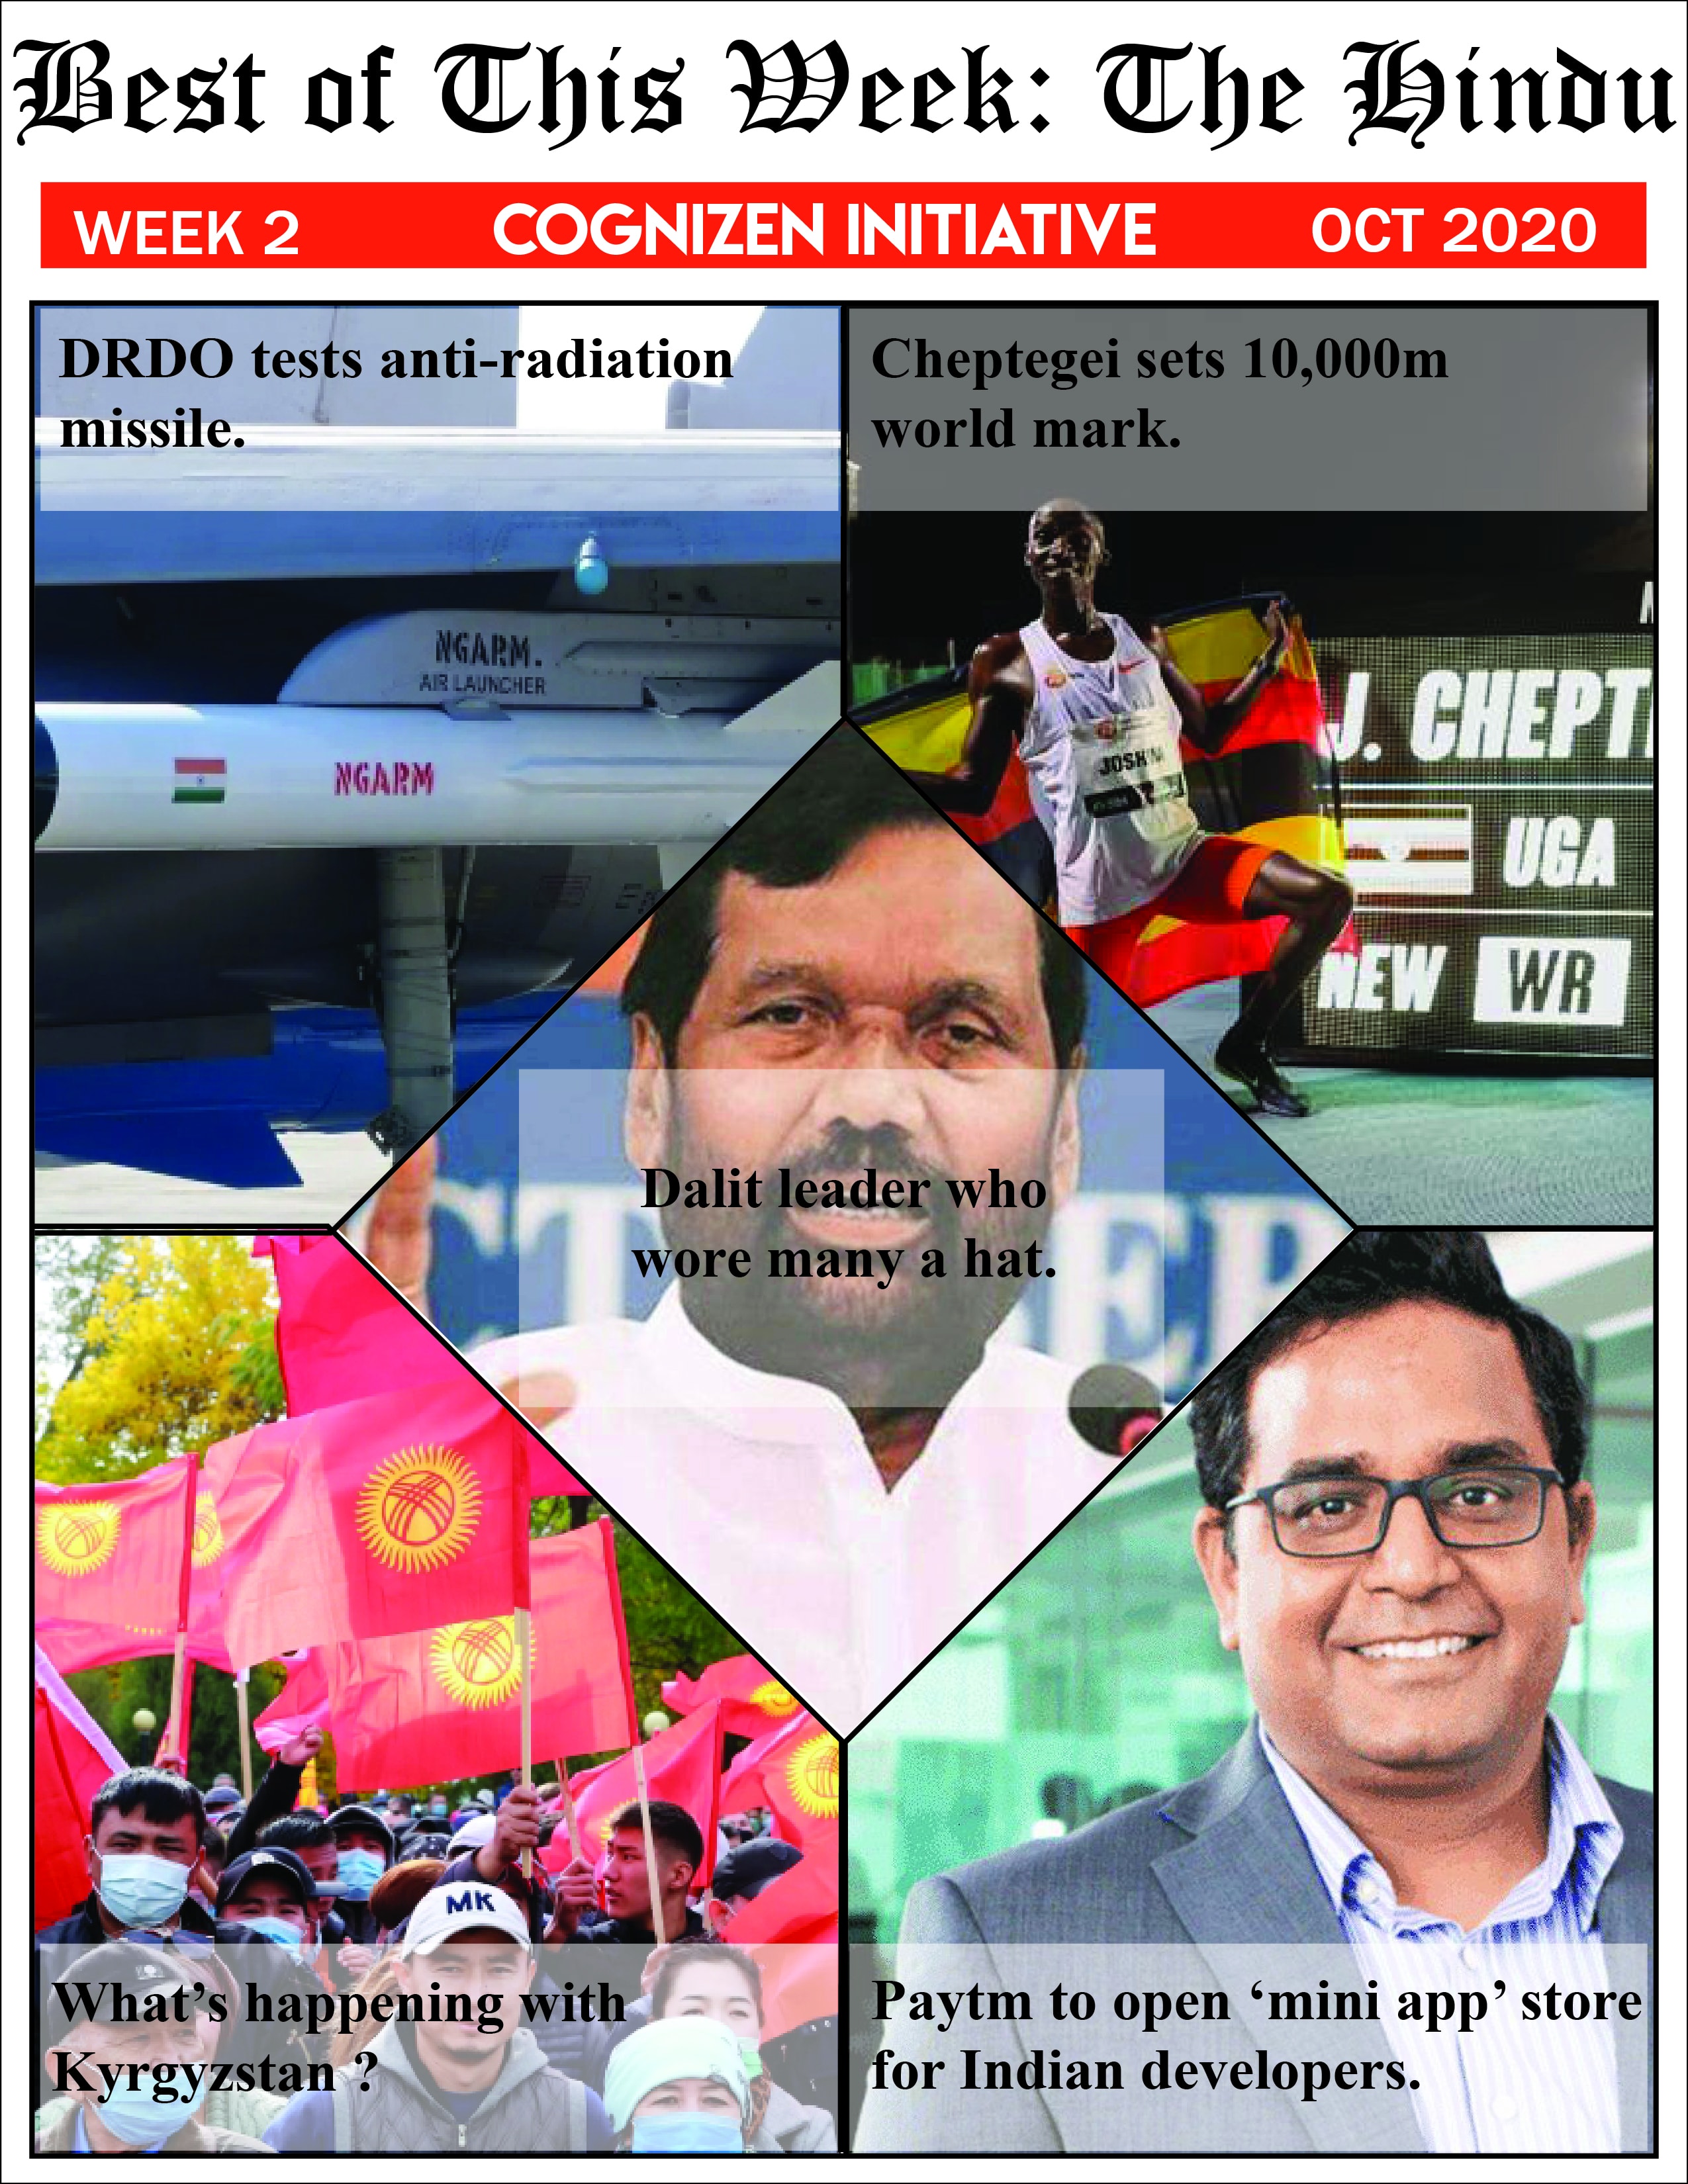 Best of This Week: The Hindu
WEEK 2 COGNIZEN INITIATIVE OCT 2020
DRDO tests anti-radiation
missile.
Cheptegei sets 10,000m
world mark.
NGARM.
AIR LAUNCHER
NGARM
J. CHEPT
JOSHU
UGA
NEW WR
Dalit leader who
wore many a hat.
MK
What’s happening with
Kyrgyzstan ?
Paytm to open ‘mini app’ store
for Indian developers.